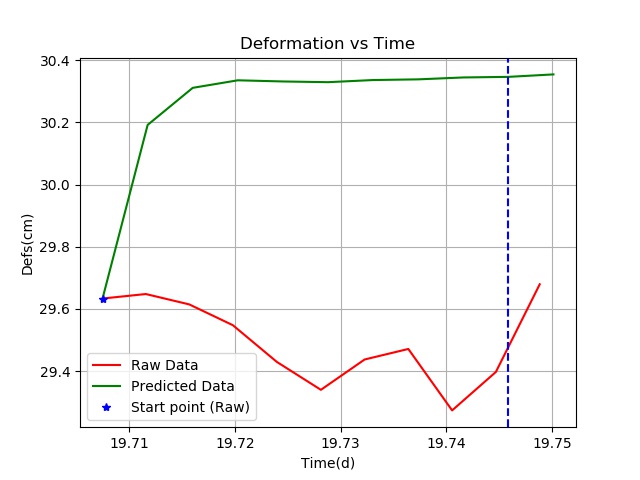 Deformation vs Time
30.4
30.2
30.0
29.8
29.6
29.4
Defs(cm)
Raw Data
Predicted Data
Start point (Raw)
19.71
19.72
19.73
19.74
19.75
Time(d)